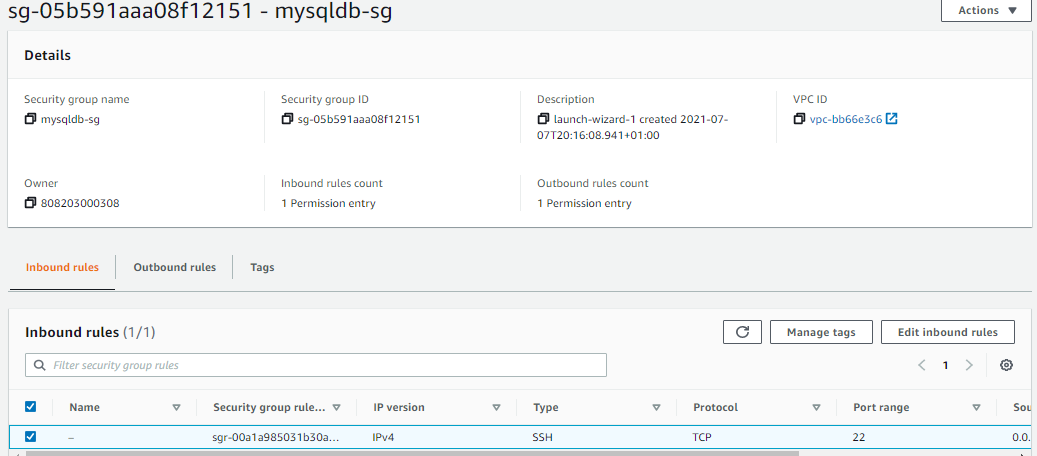 sg-05b591aaa08f12151 - mysqldb-sg
Actions
Details
Security group name
mysqldb-sg
Security group ID
sg-05b591aaa08f12151
Description
launch-wizard-1 created 2021-07-
07T20:16:08.941+01:00
VPC ID
vpc-bb66e3c6
Owner
808203000308
Inbound rules count
1 Permission entry
Outbound rules count
1 Permission entry
Inbound rules
Outbound rules
Tags
Inbound rules (1/1)
Manage tags
Edit inbound rules
Filter security group rules
1
Name
Security group rule...
IP version
Type
Protocol
Port range
Sou
–
sgr-00a1a985031b30a...
IPv4
SSH
TCP
22
0.0.